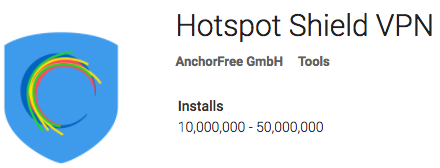 Hotspot Shield VPN
AnchorFree GmbH Tools
Installs
10,000,000 - 50,000,000